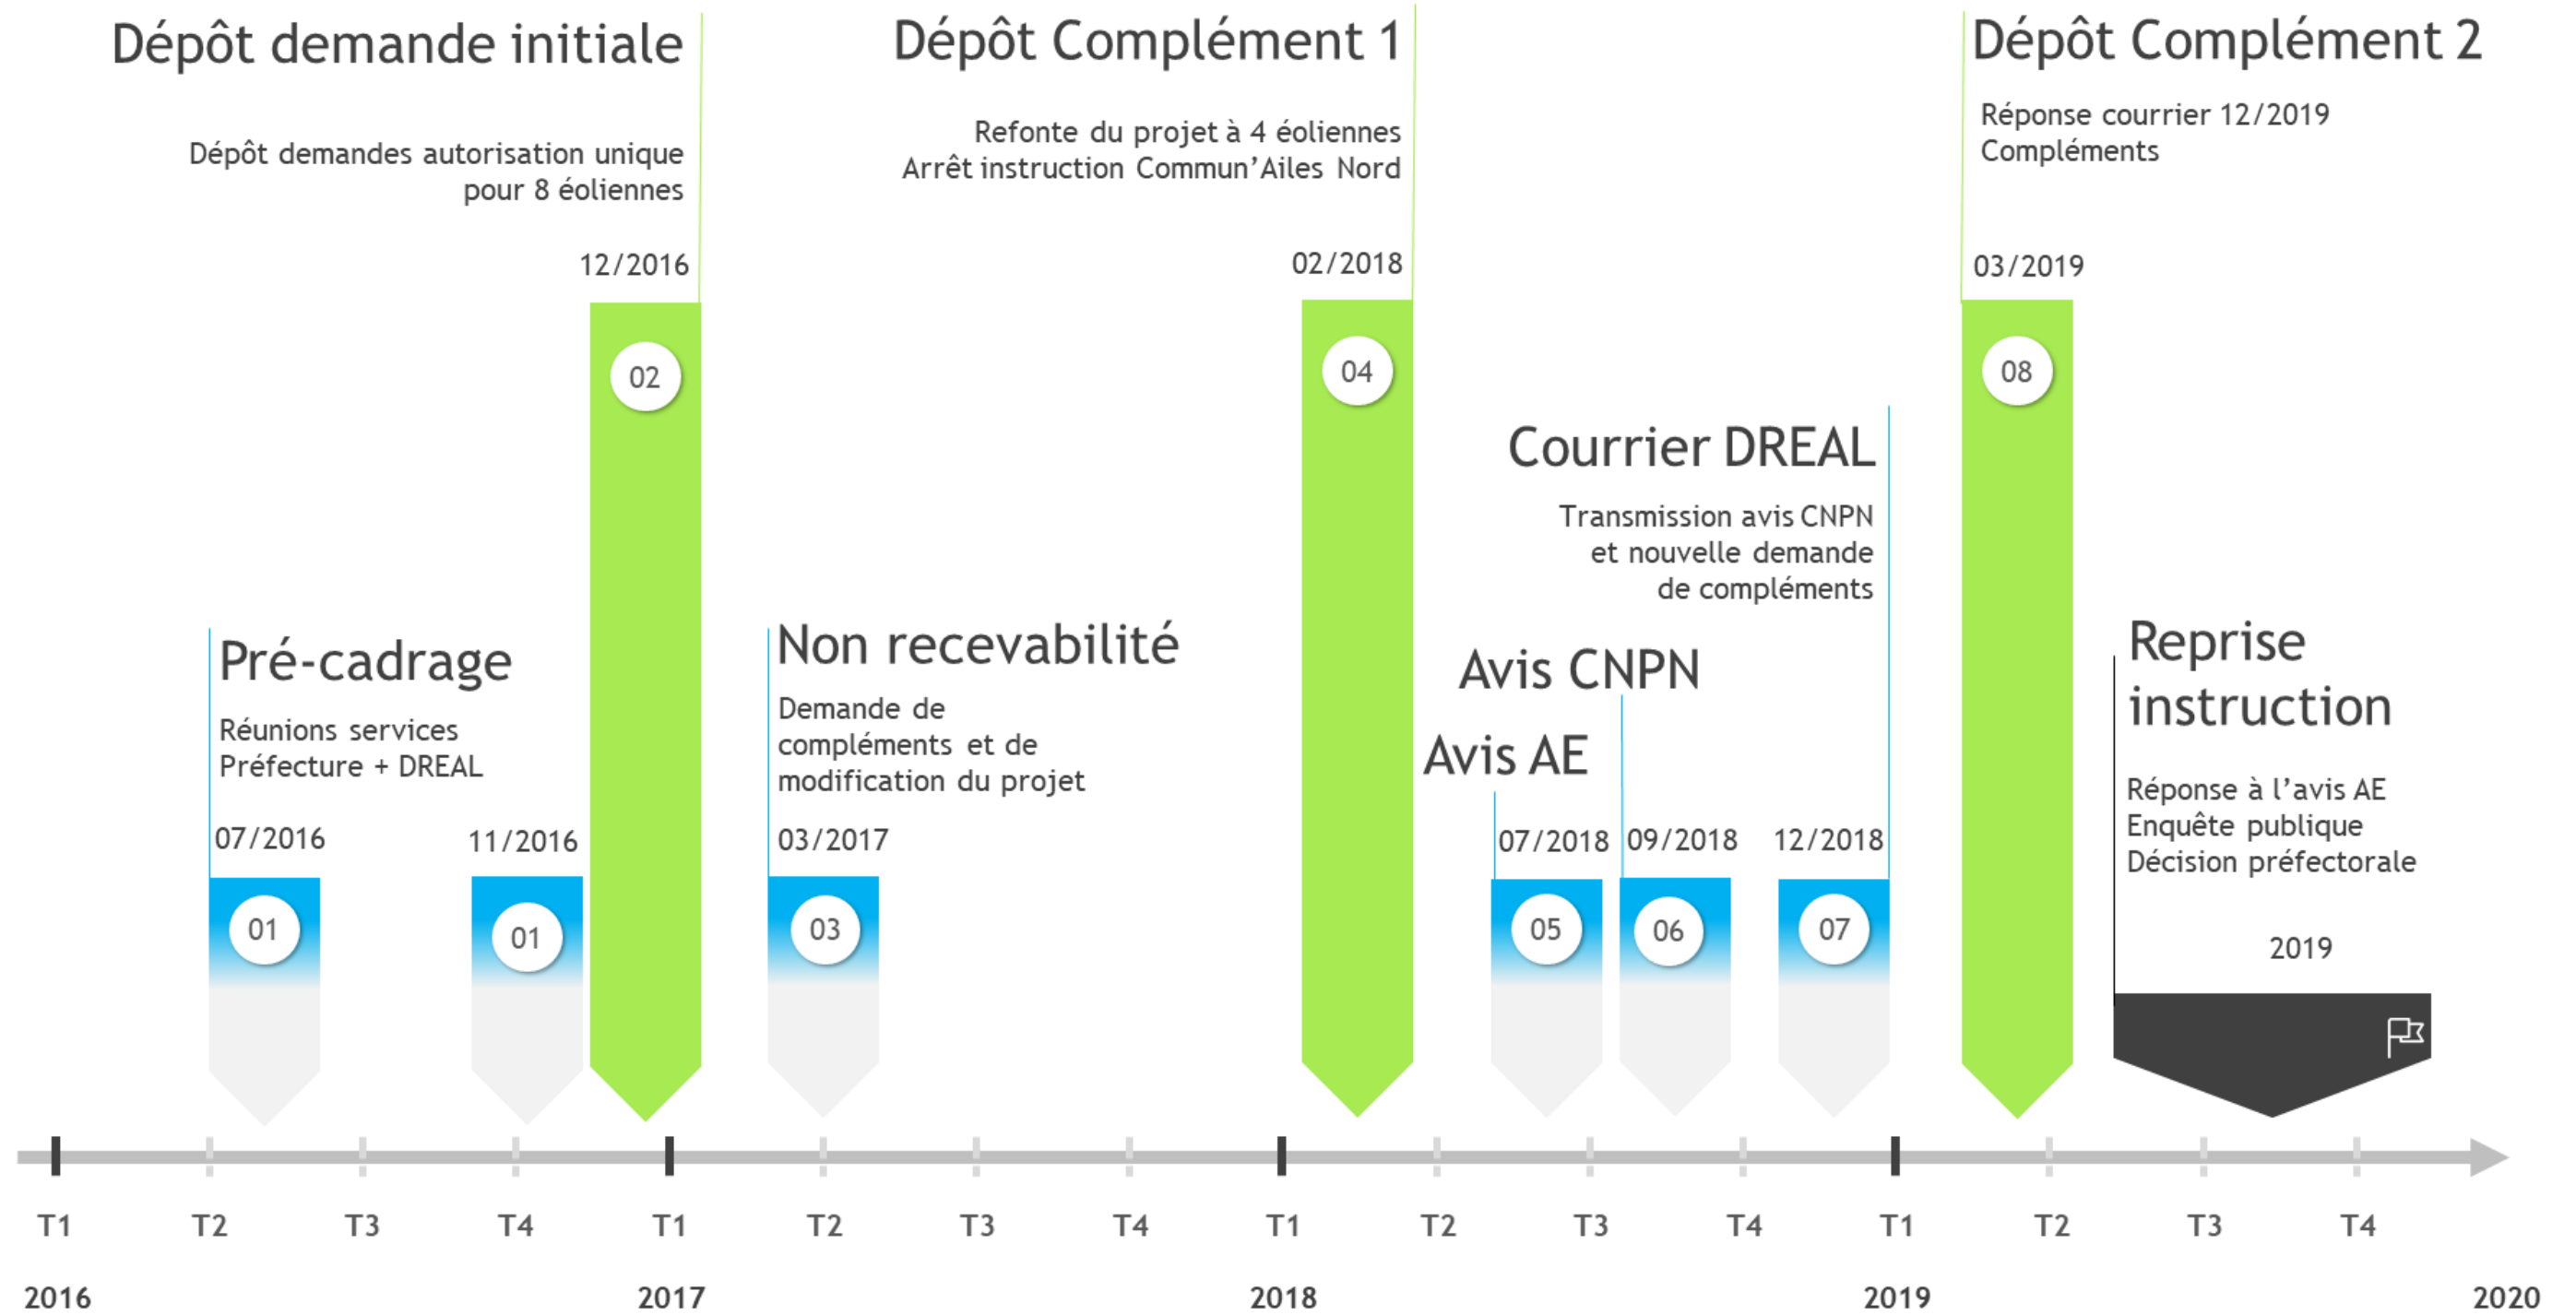 Dépôt demande initiale
Dépôt demandes autorisation unique
pour 8 éoliennes
12/2016
02
Dépôt Complément 1
Refonte du projet à 4 éoliennes
Arrêt instruction Commun’Ailes Nord
02/2018
04
Dépôt Complément 2
Réponse courrier 12/2019
Compléments
03/2019
08
Courrier DREAL
Transmission avis CNPN
et nouvelle demande
de compléments
12/2018
07
Pré-cadrage
Réunions services
Préfecture + DREAL
07/2016
01
11/2016
01
Non recevabilité
Demande de
compléments et de
modification du projet
03/2017
03
Avis CNPN
09/2018
06
Avis AE
07/2018
05
Reprise
instruction
Réponse à l’avis AE
Enquête publique
Décision préfectorale
2019
T1 T2 T3 T4 T1 T2 T3 T4 T1 T2 T3 T4 T1 T2 T3 T4
2016 2017 2018 2019 2020